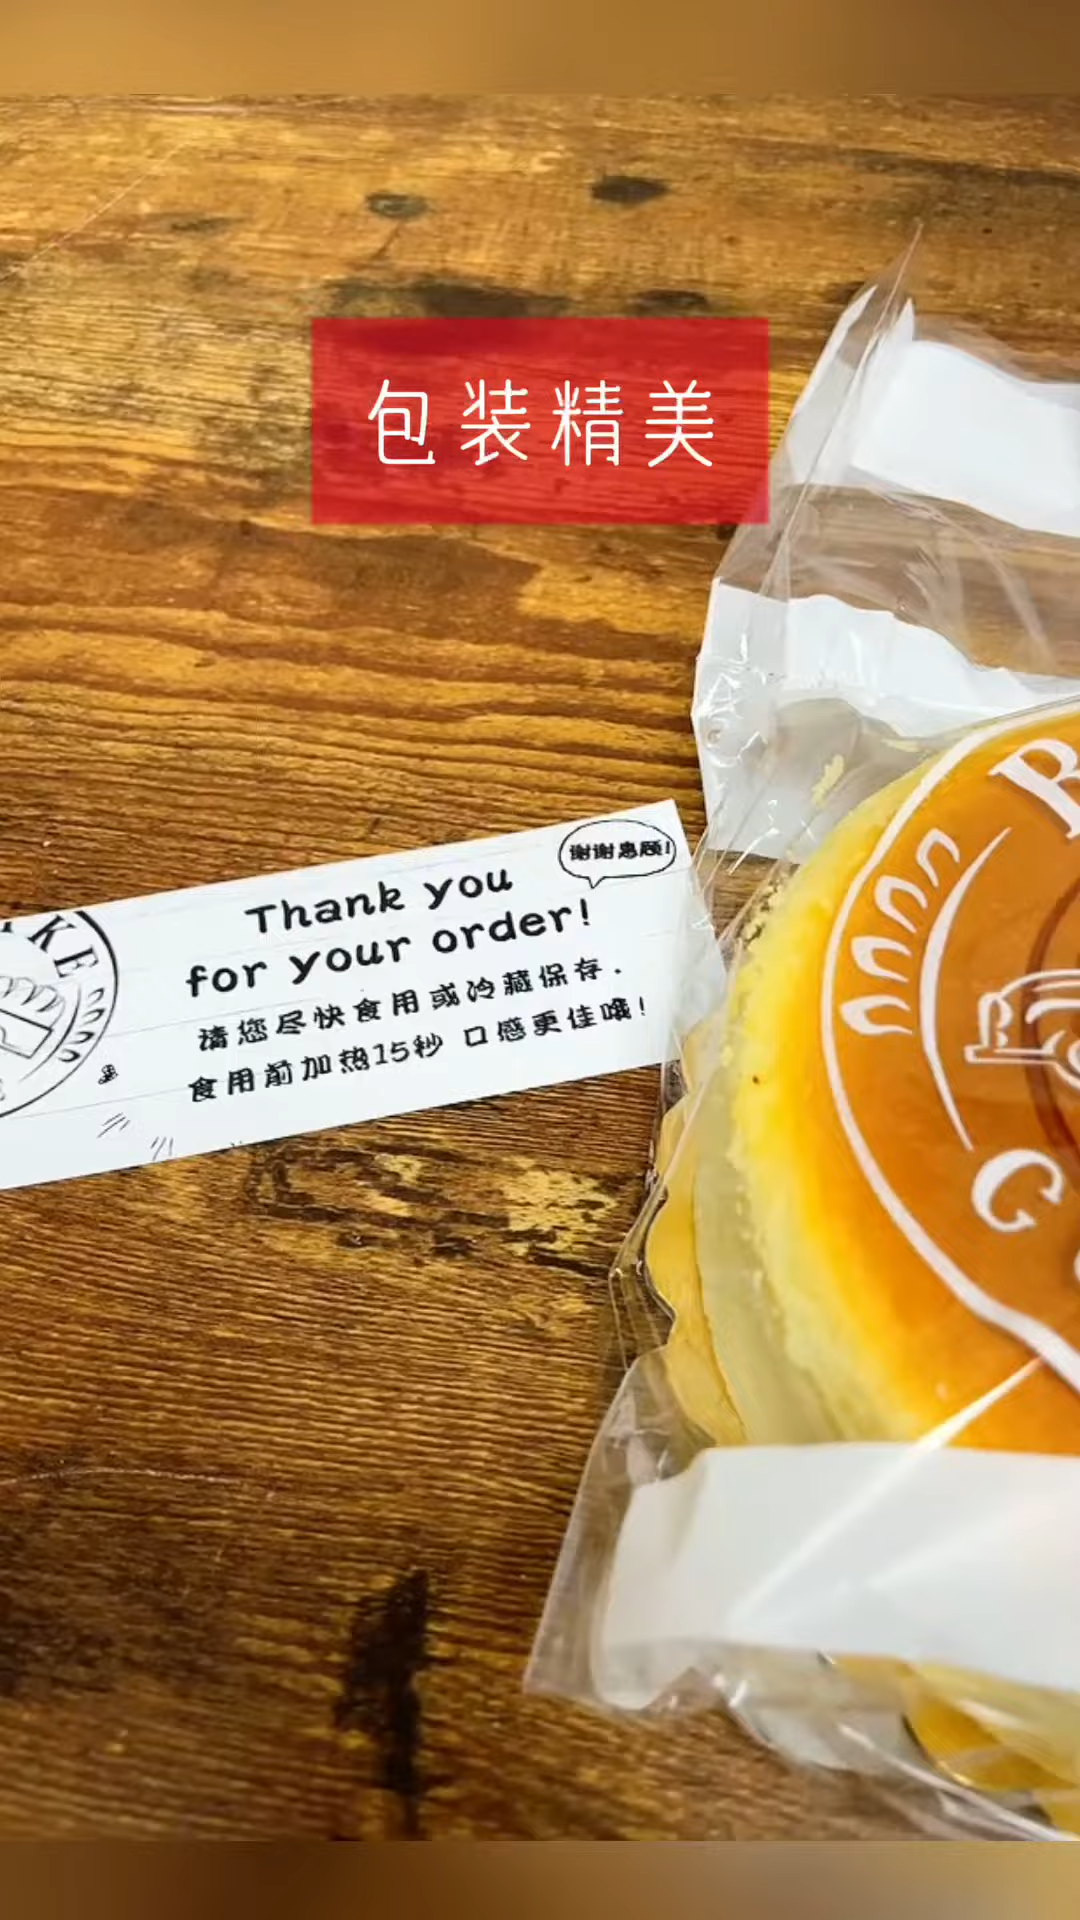 包装精美
谢谢惠顾!
Thank you
for your order!
请您尽快食用或冷藏保存.
食用前加热15秒 口感更佳哦!
KE